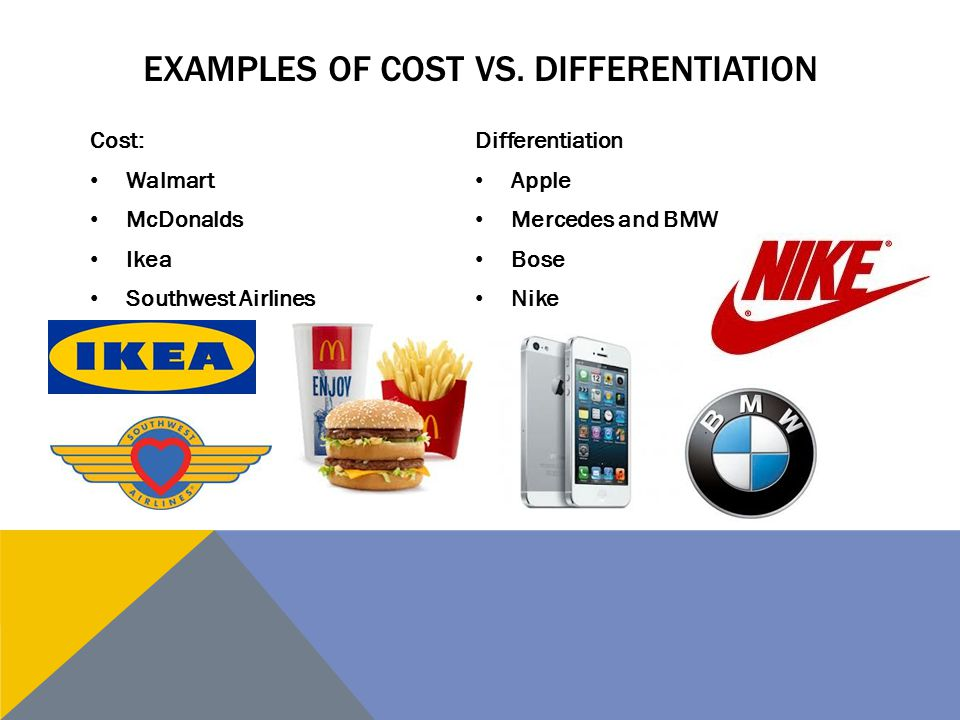 EXAMPLES OF COST VS. DIFFERENTIATION
Cost:
• Walmart
• McDonalds
• Ikea
• Southwest Airlines
Differentiation
• Apple
• Mercedes and BMW
• Bose
• Nike
NIKE®
®
IKEA
®
SOUTHWEST
AIRLINES
ENJOY
BMW